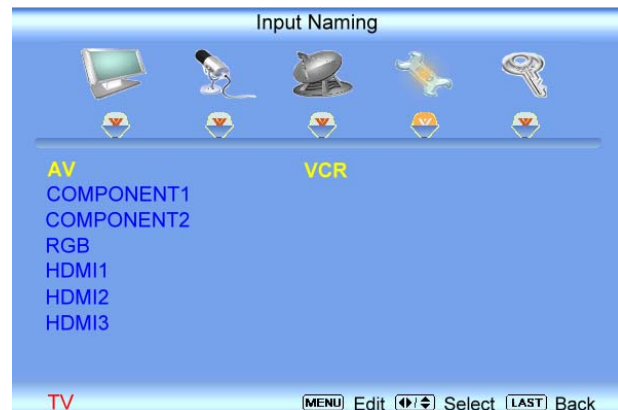 Input Naming
AV VCR
COMPONENT1
COMPONENT2
RGB
HDMI1
HDMI2
HDMI3
TV MENU Edit Select LAST Back